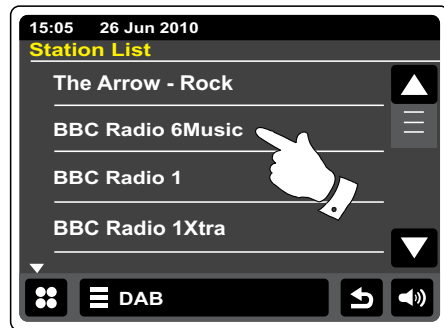 15:05 26 Jun 2010
Station List
The Arrow - Rock
BBC Radio 6Music
BBC Radio 1
BBC Radio 1Xtra
DAB